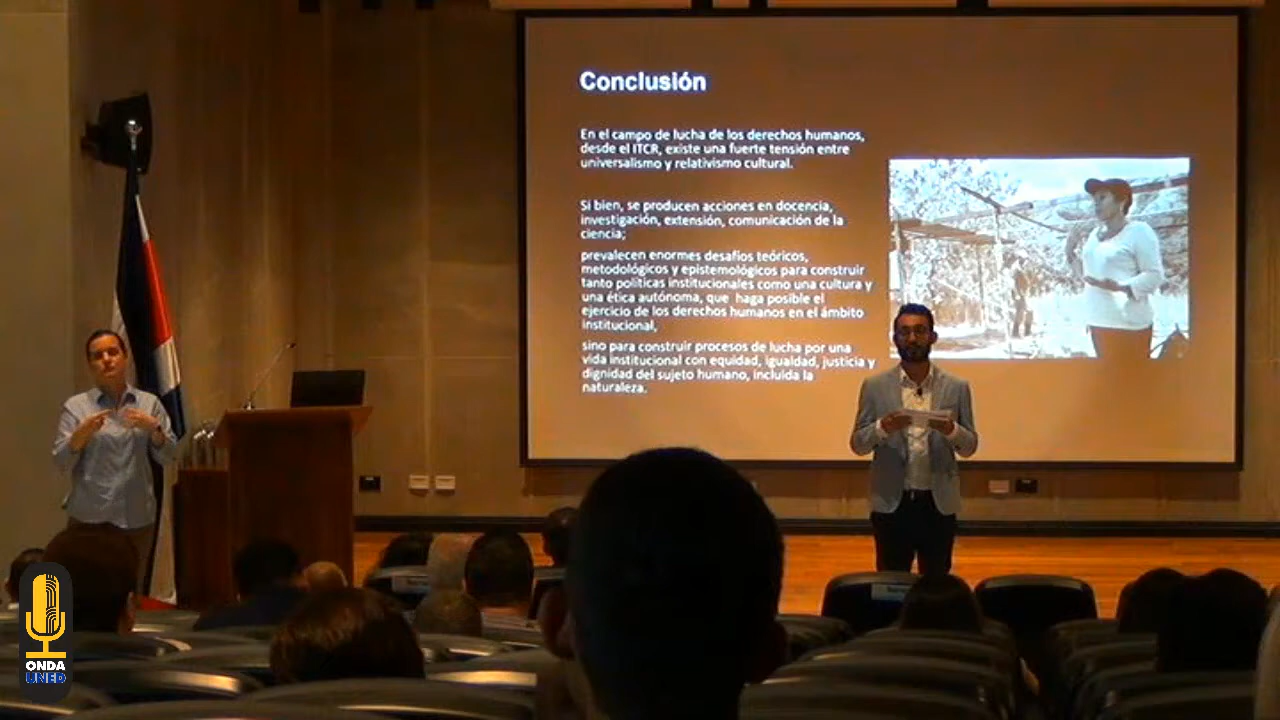 Conclusión
En el campo de lucha de los derechos humanos,
desde el ITCR, existe una fuerte tensión entre
universalismo y relativismo cultural.
Si bien, se producen acciones en docencia,
investigación, extensión, comunicación de la
ciencia;
prevalecen enormes desafíos teóricos,
metodológicos y epistemológicos para construir
tanto políticas institucionales como una cultura y
una ética autónoma, que haga posible el
ejercicio de los derechos humanos en el ámbito
institucional,
sino para construir procesos de lucha por una
vida institucional con equidad, igualdad, justicia y
dignidad del sujeto humano, incluida la
naturaleza.
ONDA
UNED